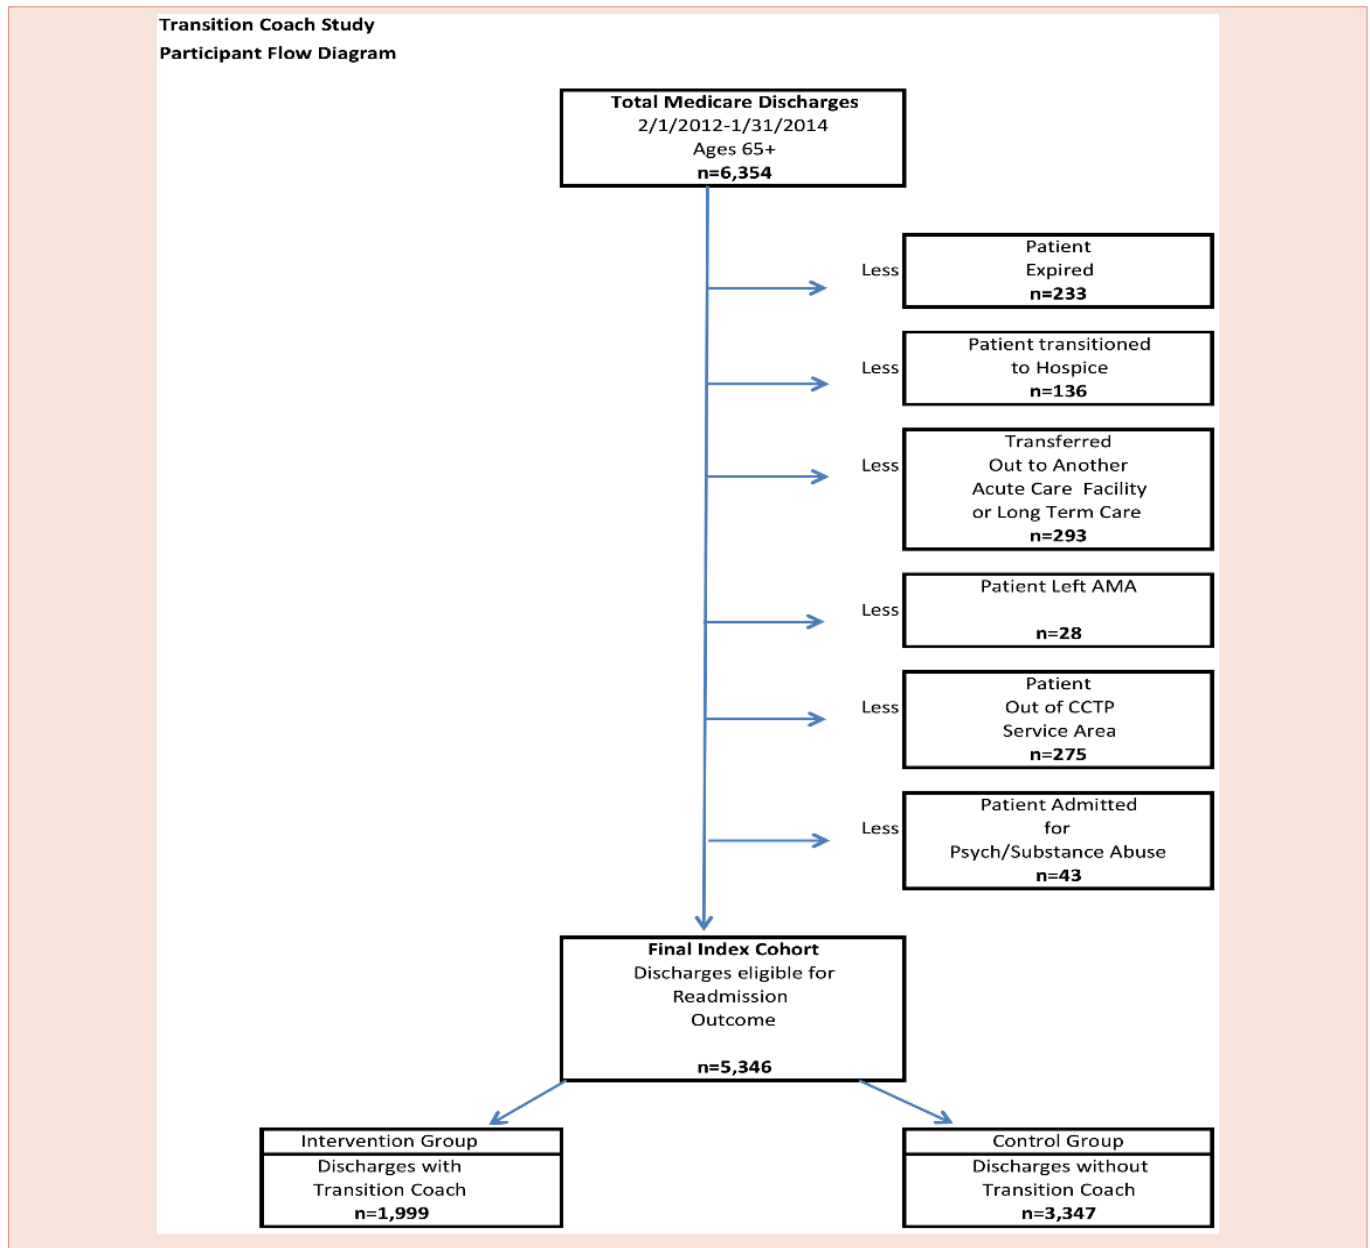 Transition Coach Study
Participant Flow Diagram
Total Medicare Discharges
2/1/2012-1/31/2014
Ages 65+
n=6,354
Less
Patient
Expired
n=233
Less
Patient transitioned
to Hospice
n=136
Less
Transferred
Out to Another
Acute Care Facility
or Long Term Care
n=293
Less
Patient Left AMA
n=28
Less
Patient
Out of CCTP
Service Area
n=275
Less
Patient Admitted
for
Psych/Substance Abuse
n=43
Final Index Cohort
Discharges eligible for
Readmission
Outcome
n=5,346
Intervention Group
Discharges with
Transition Coach
n=1,999
Control Group
Discharges without
Transition Coach
n=3,347